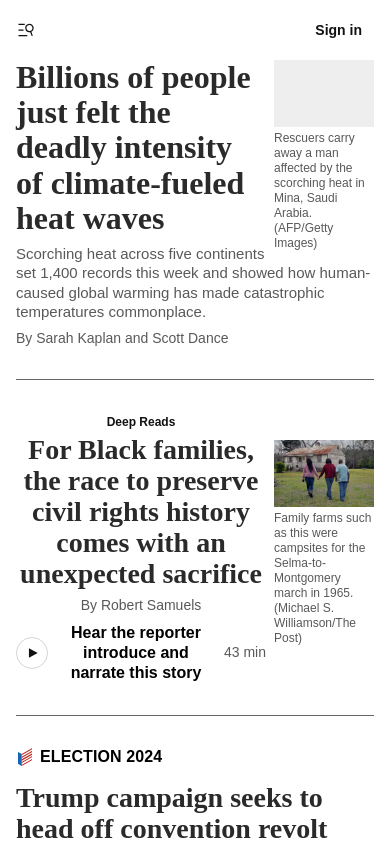 Sign in
Billions of people
just felt the
deadly intensity
of climate-fueled
heat waves
Rescuers carry
away a man
affected by the
scorching heat in
Mina, Saudi
Arabia.
(AFP/Getty
Images)
Scorching heat across five continents
set 1,400 records this week and showed how human-
caused global warming has made catastrophic
temperatures commonplace.
By Sarah Kaplan and Scott Dance
Deep Reads
For Black families,
the race to preserve
civil rights history
comes with an
unexpected sacrifice
Family farms such
as this were
campsites for the
Selma-to-
Montgomery
march in 1965.
(Michael S.
Williamson/The
Post)
By Robert Samuels
Hear the reporter
introduce and
narrate this story
43 min
ELECTION 2024
Trump campaign seeks to
head off convention revolt